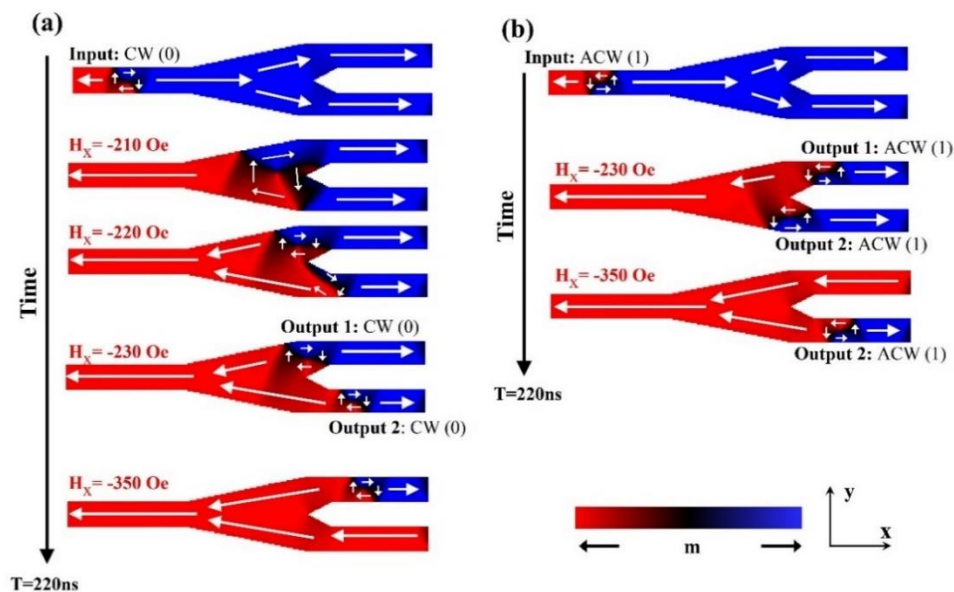 (a)
Input: CW (0)
Hx= -210 Oe
Hx= -220 Oe
Output 1: CW (0)
Hx= -230 Oe
Output 2: CW (0)
Hx= -350 Oe
Time
T=220ns
(b)
Input: ACW (1)
Output 1: ACW (1)
Hx= -230 Oe
Output 2: ACW (1)
Hx= -350 Oe
Output 2: ACW (1)
Time
T=220ns
m
y
x